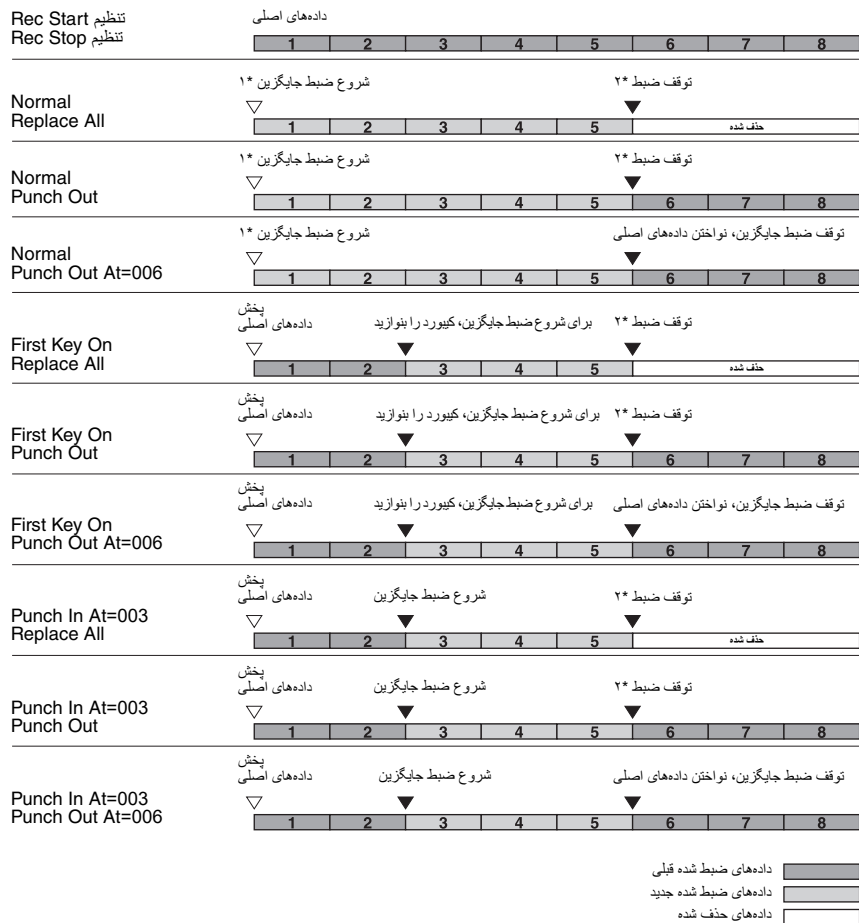 تنظیم Rec Start
تنظیم Rec Stop
داده‌های اصلی
1 2 3 4 5 6 7 8
Normal
Replace All
شروع ضبط جایگزین *۱
توقف ضبط *۲
1 2 3 4 5 حذف شده
Normal
Punch Out
شروع ضبط جایگزین *۱
توقف ضبط *۲
1 2 3 4 5 6 7 8
Normal
Punch Out At=006
شروع ضبط جایگزین *۱
توقف ضبط جایگزین، نواختن داده‌های اصلی
1 2 3 4 5 6 7 8
First Key On
Replace All
پخش
داده‌های اصلی
برای شروع ضبط جایگزین، کیبورد را بنوازید
توقف ضبط *۲
1 2 3 4 5 حذف شده
First Key On
Punch Out
پخش
داده‌های اصلی
برای شروع ضبط جایگزین، کیبورد را بنوازید
توقف ضبط *۲
1 2 3 4 5 6 7 8
First Key On
Punch Out At=006
پخش
داده‌های اصلی
برای شروع ضبط جایگزین، کیبورد را بنوازید
توقف ضبط جایگزین، نواختن داده‌های اصلی
1 2 3 4 5 6 7 8
Punch In At=003
Replace All
پخش
داده‌های اصلی
شروع ضبط جایگزین
توقف ضبط *۲
1 2 3 4 5 حذف شده
Punch In At=003
Punch Out
پخش
داده‌های اصلی
شروع ضبط جایگزین
توقف ضبط *۲
1 2 3 4 5 6 7 8
Punch In At=003
Punch Out At=006
پخش
داده‌های اصلی
شروع ضبط جایگزین
توقف ضبط جایگزین، نواختن داده‌های اصلی
1 2 3 4 5 6 7 8
داده‌های ضبط شده قبلی
داده‌های ضبط شده جدید
داده‌های حذف شده